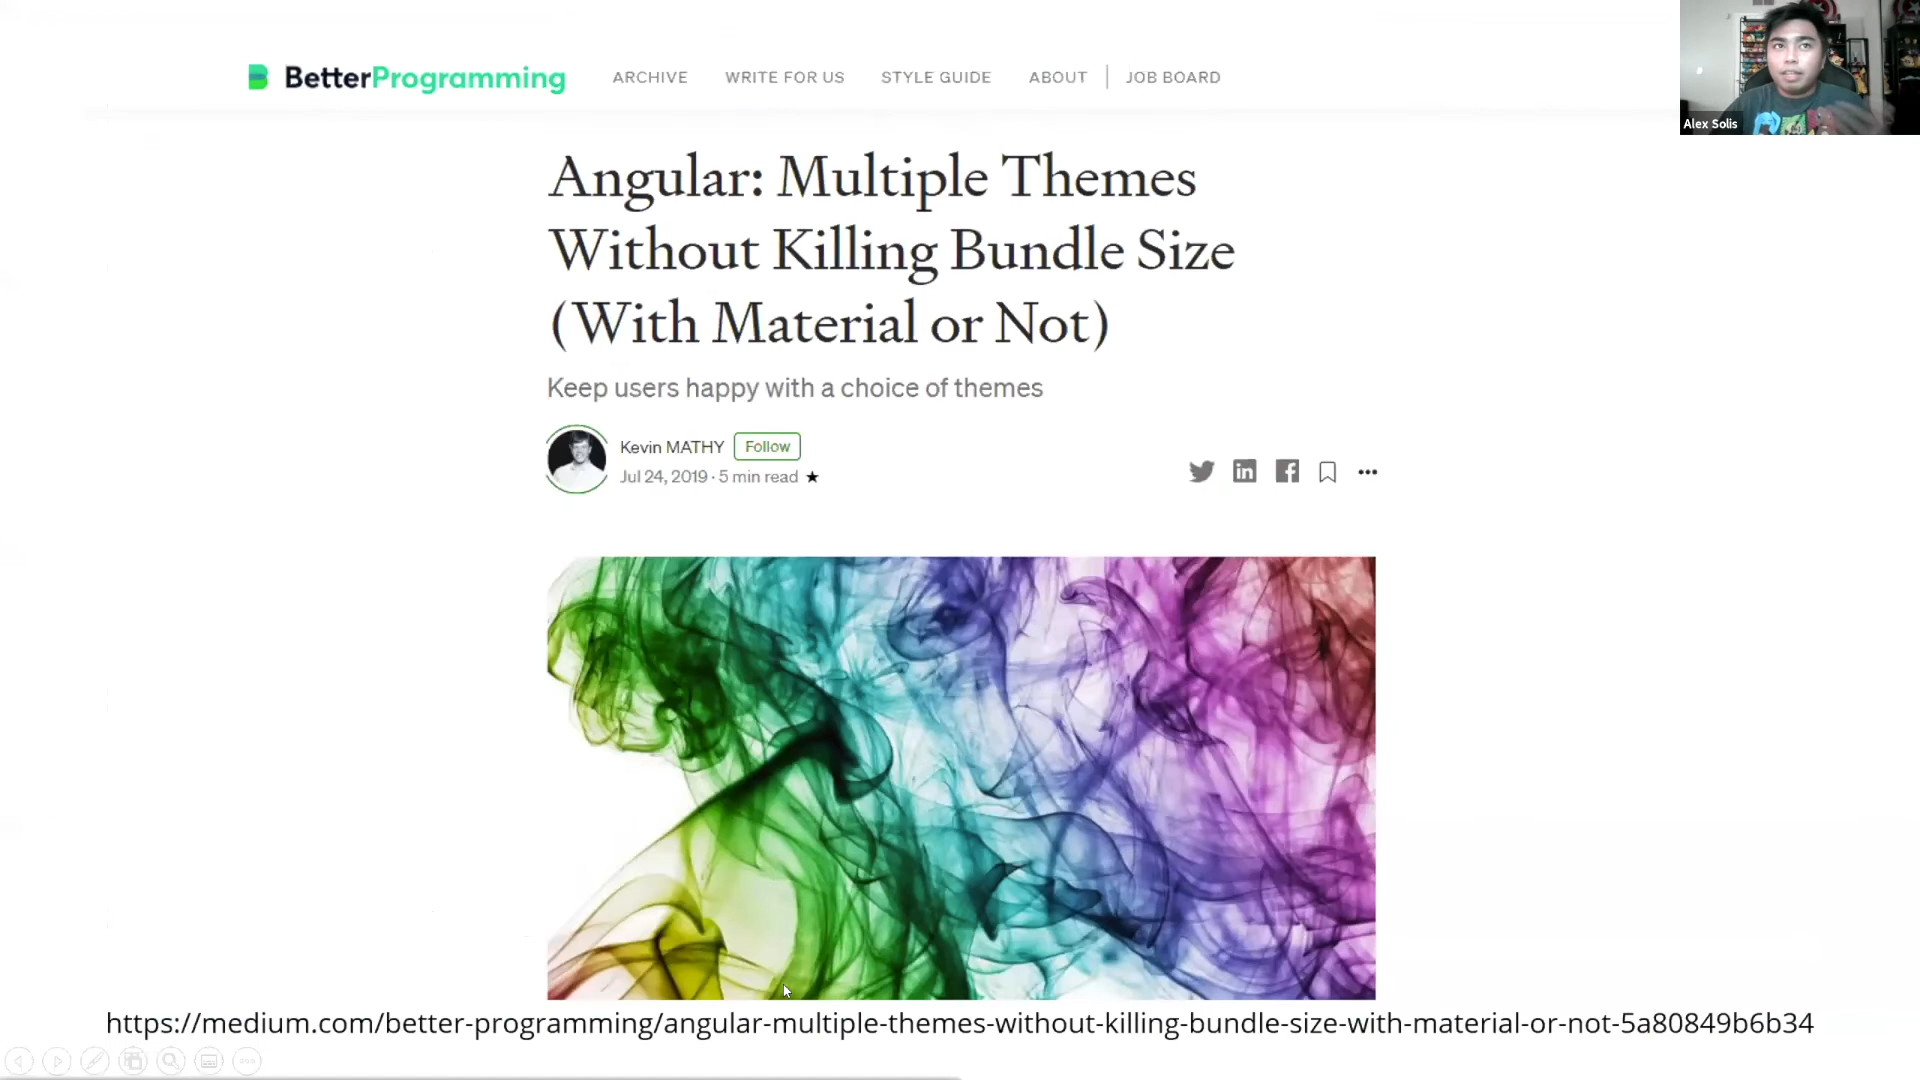 BetterProgramming ARCHIVE WRITE FOR US STYLE GUIDE ABOUT JOB BOARD
Alex Solis
Angular: Multiple Themes
Without Killing Bundle Size
(With Material or Not)
Keep users happy with a choice of themes
Kevin MATHY Follow
Jul 24, 2019 · 5 min read ★
https://medium.com/better-programming/angular-multiple-themes-without-killing-bundle-size-with-material-or-not-5a80849b6b34